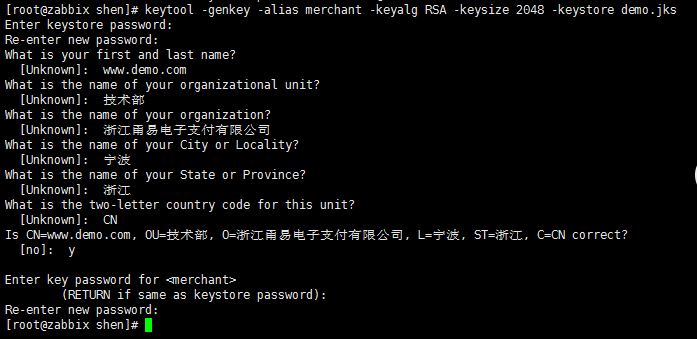 [root@zabbix shen]# keytool -genkey -alias merchant -keyalg RSA -keysize 2048 -keystore demo.jks
Enter keystore password:
Re-enter new password:
What is your first and last name?
  [Unknown]:  www.demo.com
What is the name of your organizational unit?
  [Unknown]:  技术部
What is the name of your organization?
  [Unknown]:  浙江甬易电子支付有限公司
What is the name of your City or Locality?
  [Unknown]:  宁波
What is the name of your State or Province?
  [Unknown]:  浙江
What is the two-letter country code for this unit?
  [Unknown]:  CN
Is CN=www.demo.com, OU=技术部, O=浙江甬易电子支付有限公司, L=宁波, ST=浙江, C=CN correct?
  [no]:  y
Enter key password for <merchant>
        (RETURN if same as keystore password):
Re-enter new password:
[root@zabbix shen]#